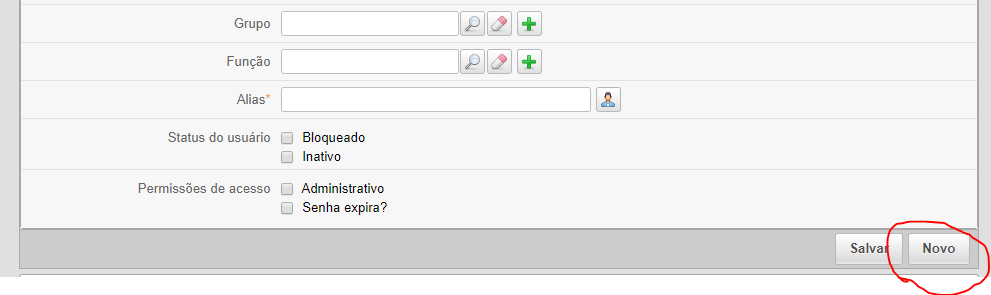 Grupo
Função
Alias*
Status do usuário Bloqueado
Inativo
Permissões de acesso Administrativo
Senha expira?
Salvar Novo